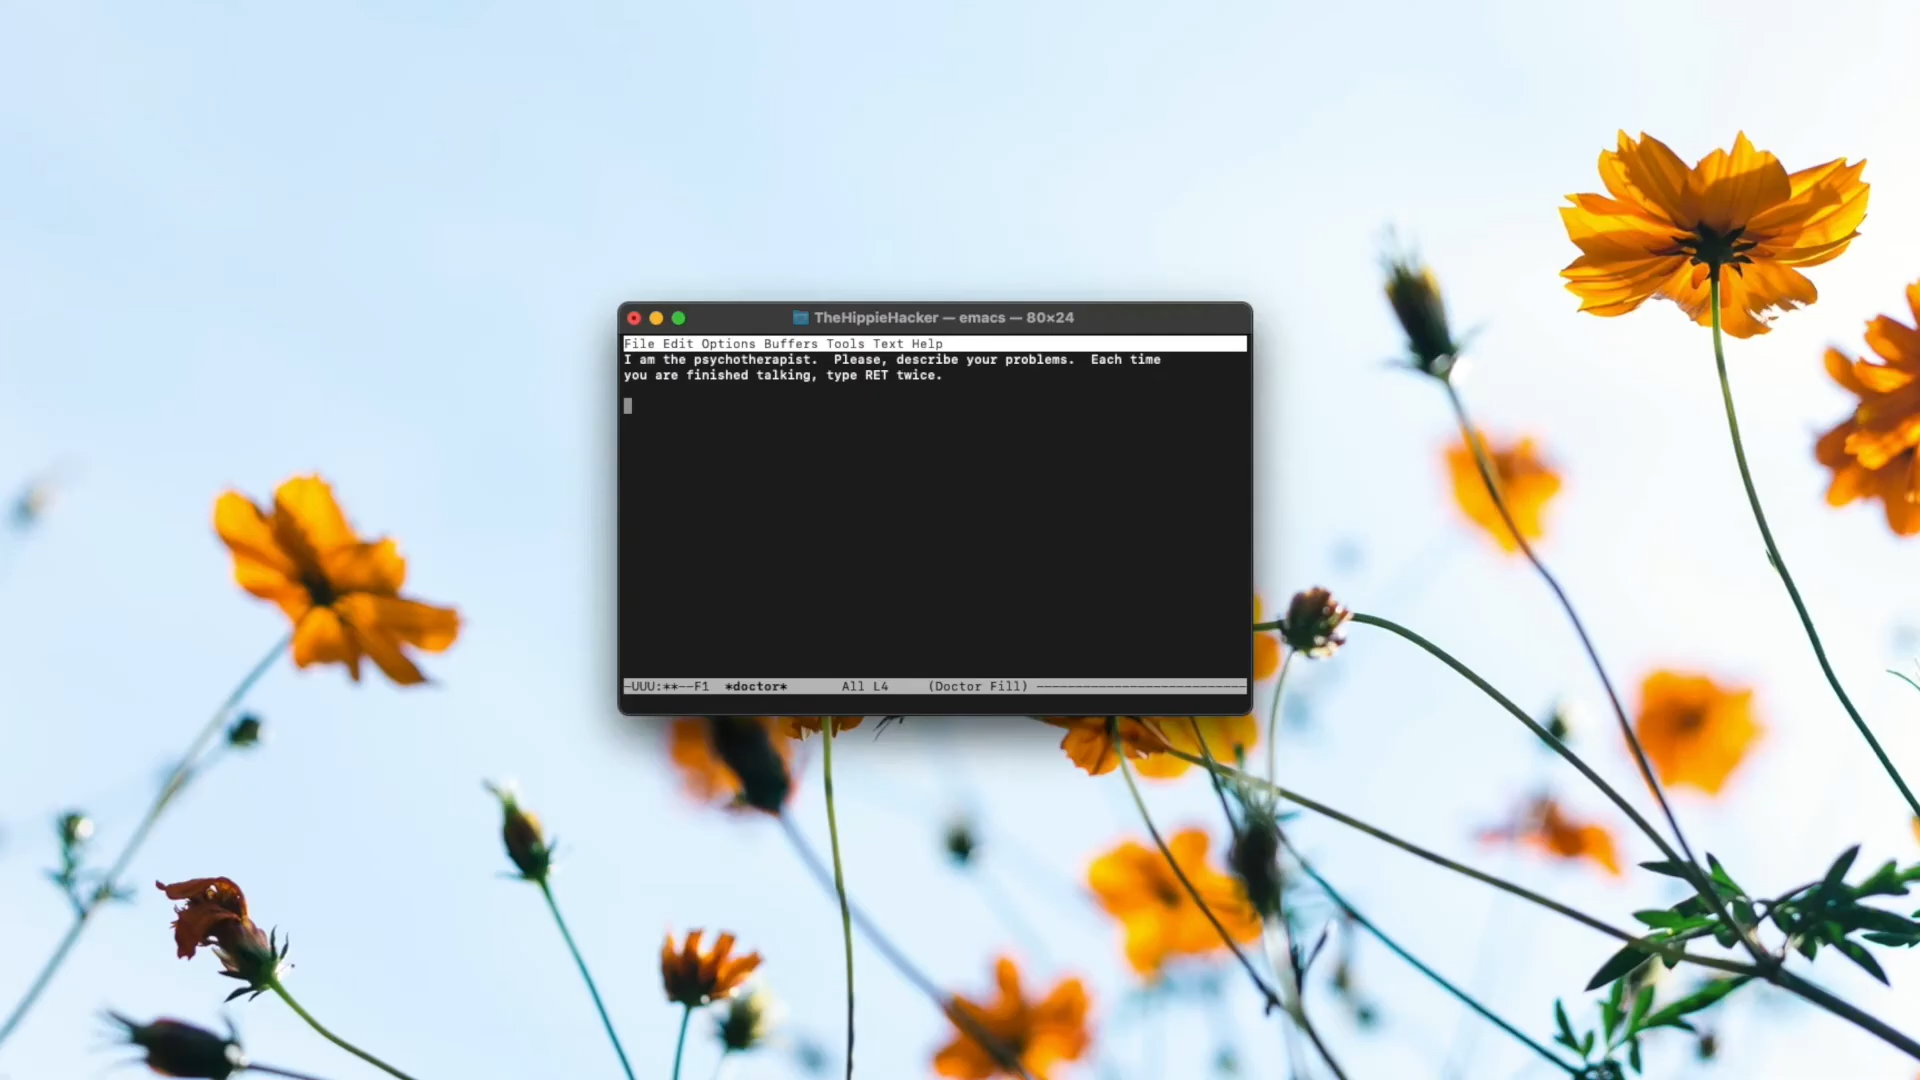 TheHippieHacker — emacs — 80×24
File Edit Options Buffers Tools Text Help
I am the psychotherapist.  Please, describe your problems.  Each time
you are finished talking, type RET twice.
-UUU:**--F1  *doctor*       All L4     (Doctor Fill) ---------------------------